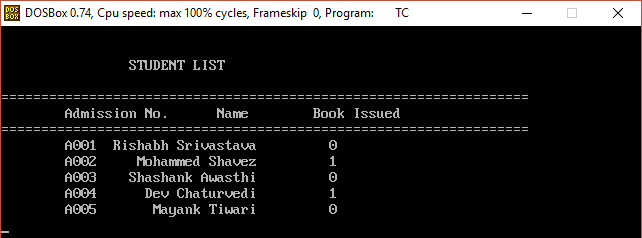 DOSBox 0.74, Cpu speed: max 100% cycles, Frameskip 0, Program: TC
STUDENT LIST
==================================================================
Admission No. Name Book Issued
==================================================================
A001 Rishabh Srivastava 0
A002 Mohammed Shavez 1
A003 Shashank Awasthi 0
A004 Dev Chaturvedi 1
A005 Mayank Tiwari 0